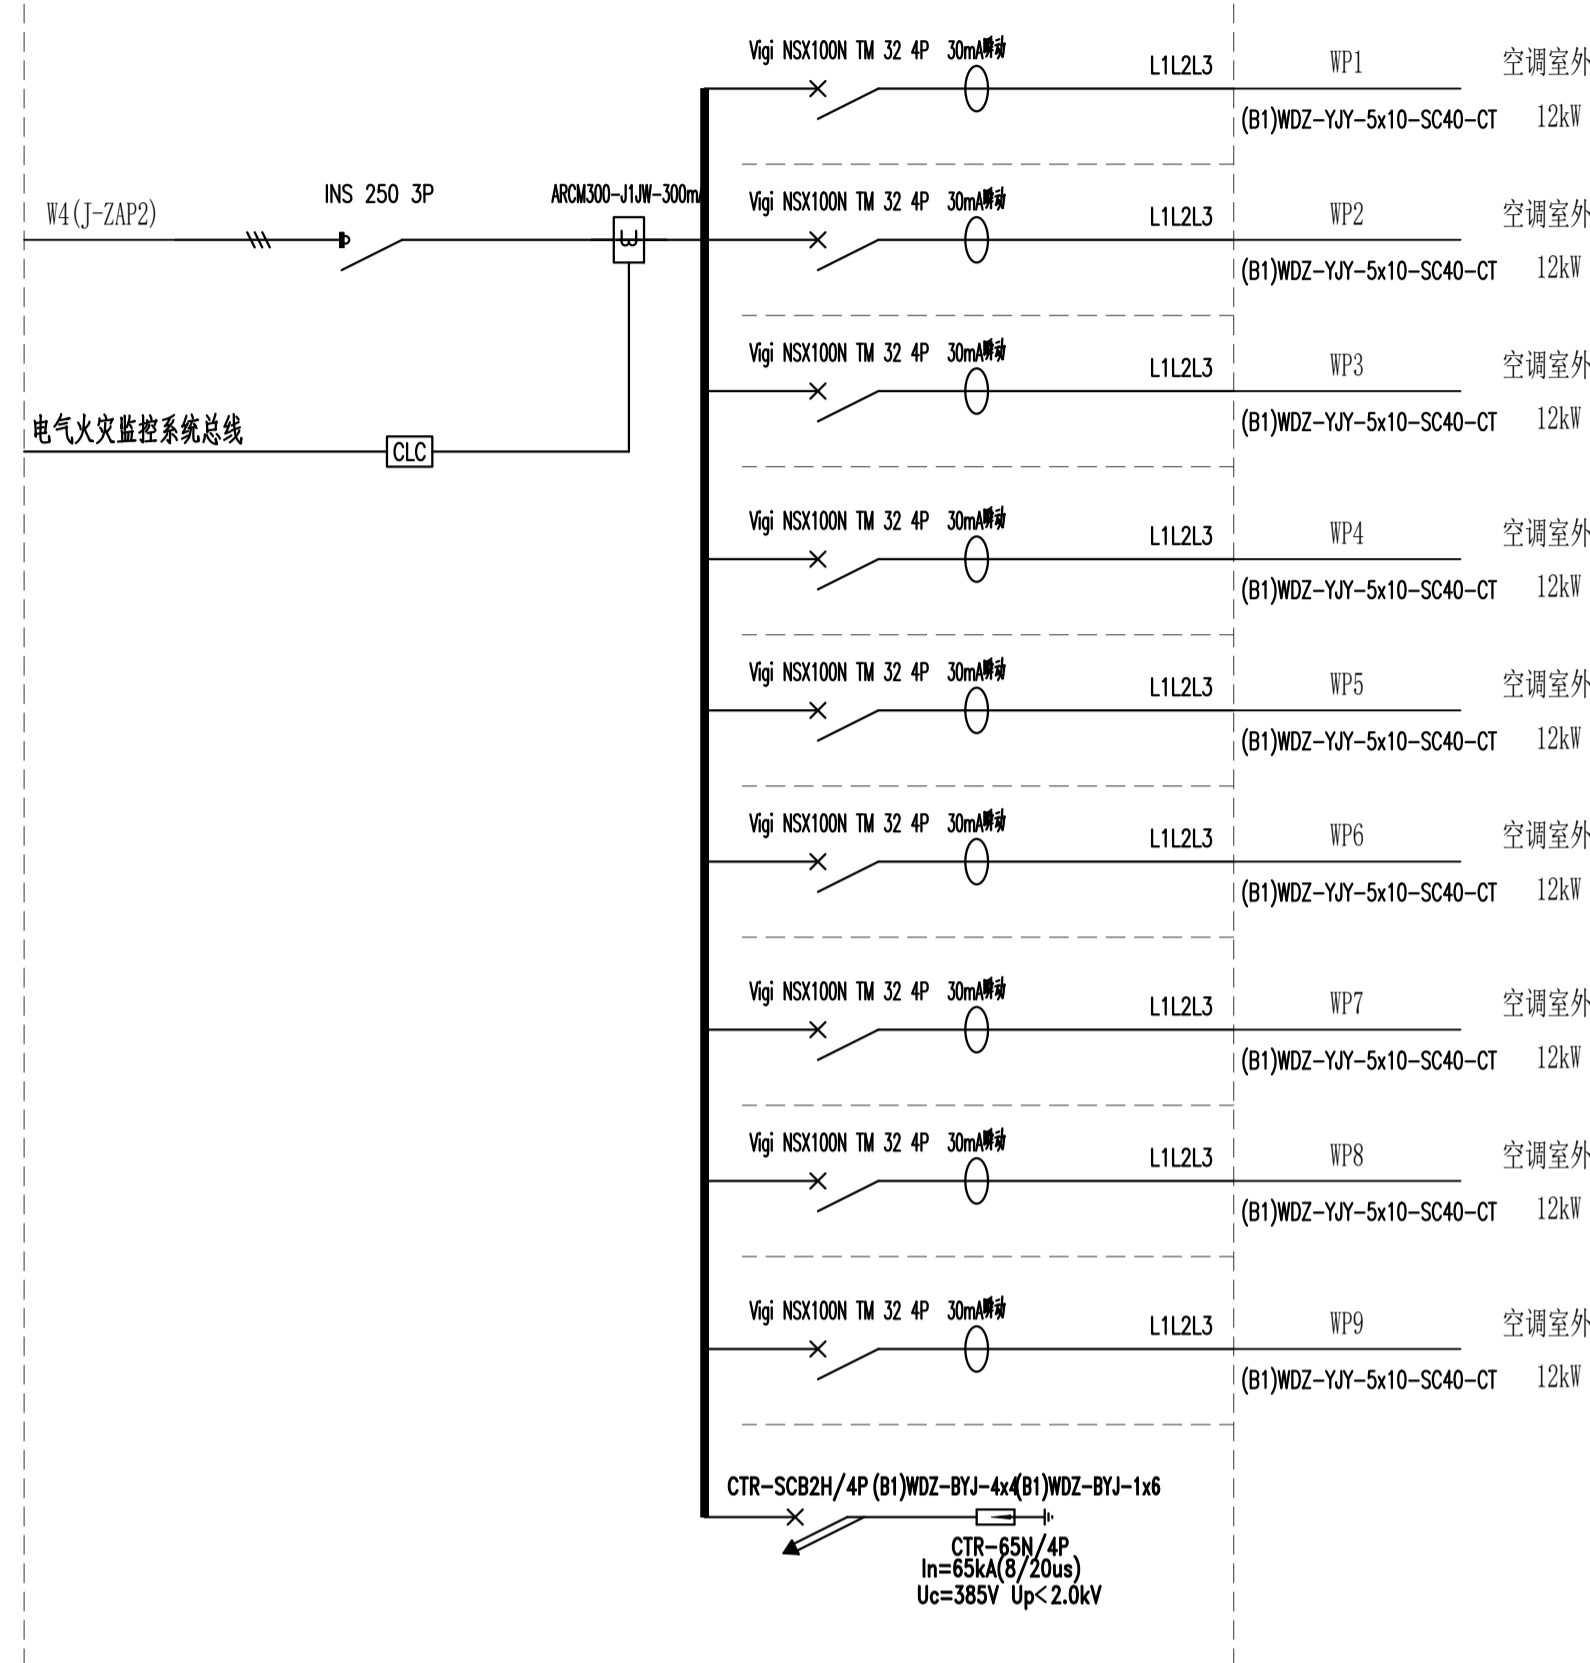 Vigi NSX100N TM 32 4P 30mA瞬动
L1L2L3
WP1
空调室外
(B1)WDZ-YJY-5x10-SC40-CT
12kW
W4(J-ZAP2)
INS 250 3P
ARCM300-J1JW-300m
Vigi NSX100N TM 32 4P 30mA瞬动
L1L2L3
WP2
空调室外
(B1)WDZ-YJY-5x10-SC40-CT
12kW
Vigi NSX100N TM 32 4P 30mA瞬动
L1L2L3
WP3
空调室外
(B1)WDZ-YJY-5x10-SC40-CT
12kW
电气火灾监控系统总线
CLC
Vigi NSX100N TM 32 4P 30mA瞬动
L1L2L3
WP4
空调室外
(B1)WDZ-YJY-5x10-SC40-CT
12kW
Vigi NSX100N TM 32 4P 30mA瞬动
L1L2L3
WP5
空调室外
(B1)WDZ-YJY-5x10-SC40-CT
12kW
Vigi NSX100N TM 32 4P 30mA瞬动
L1L2L3
WP6
空调室外
(B1)WDZ-YJY-5x10-SC40-CT
12kW
Vigi NSX100N TM 32 4P 30mA瞬动
L1L2L3
WP7
空调室外
(B1)WDZ-YJY-5x10-SC40-CT
12kW
Vigi NSX100N TM 32 4P 30mA瞬动
L1L2L3
WP8
空调室外
(B1)WDZ-YJY-5x10-SC40-CT
12kW
Vigi NSX100N TM 32 4P 30mA瞬动
L1L2L3
WP9
空调室外
(B1)WDZ-YJY-5x10-SC40-CT
12kW
CTR-SCB2H/4P
(B1)WDZ-BYJ-4x4
(B1)WDZ-BYJ-1x6
CTR-65N/4P
In=65kA(8/20us)
Uc=385V Up<2.0kV